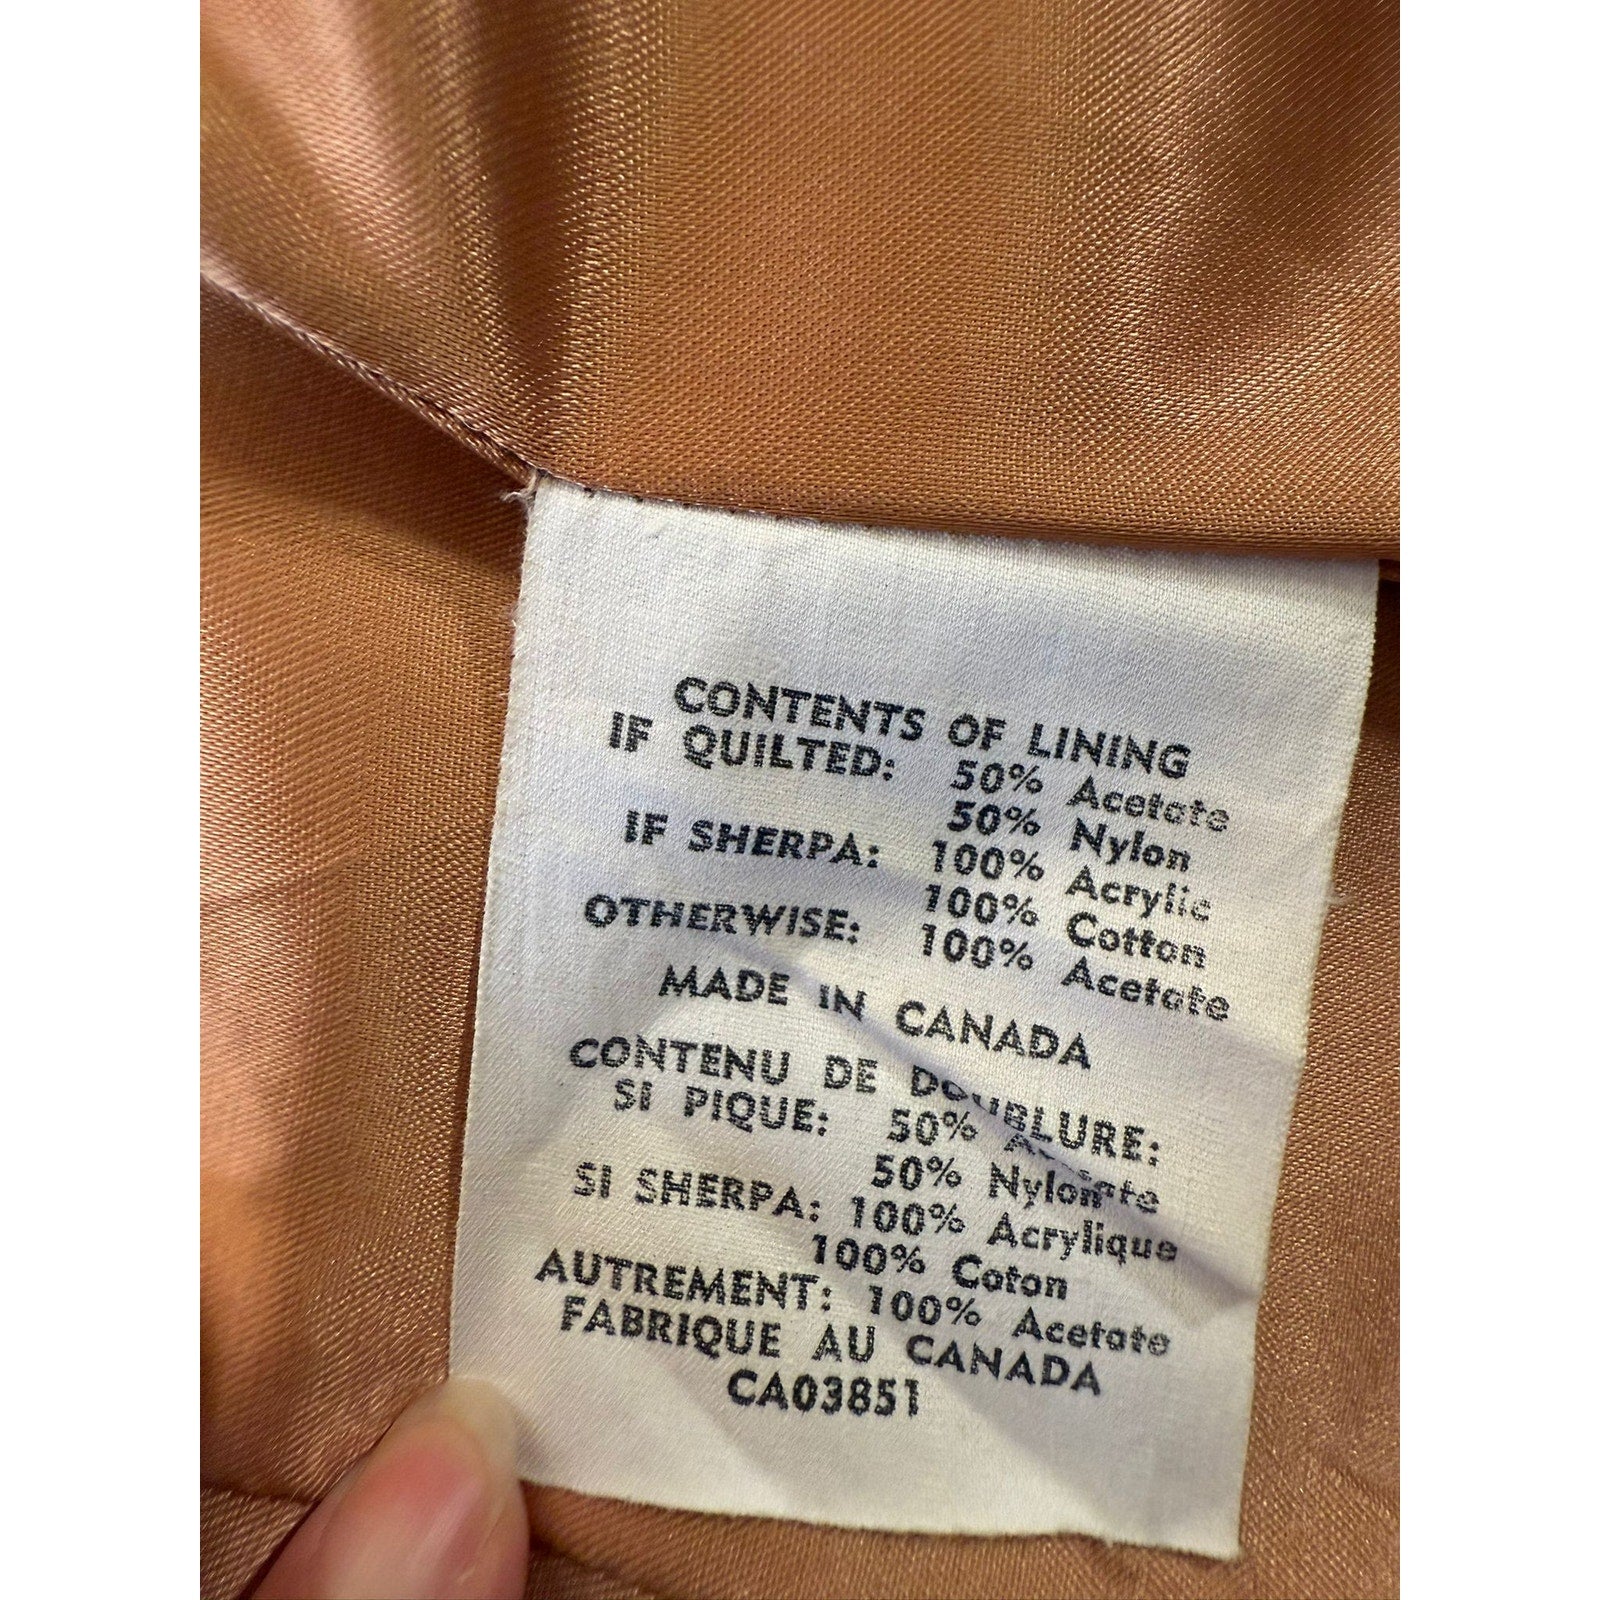 CONTENTS OF LINING
IF QUILTED: 50% Acetate
50% Nylon
IF SHERPA: 100% Acrylic
100% Cotton
OTHERWISE: 100% Acetate
MADE IN CANADA
CONTENU DE DOUBLURE:
SI PIQUE: 50% Acetate
50% Nylon
SI SHERPA: 100% Acrylique
100% Coton
AUTREMENT: 100% Acetate
FABRIQUE AU CANADA
CA03851